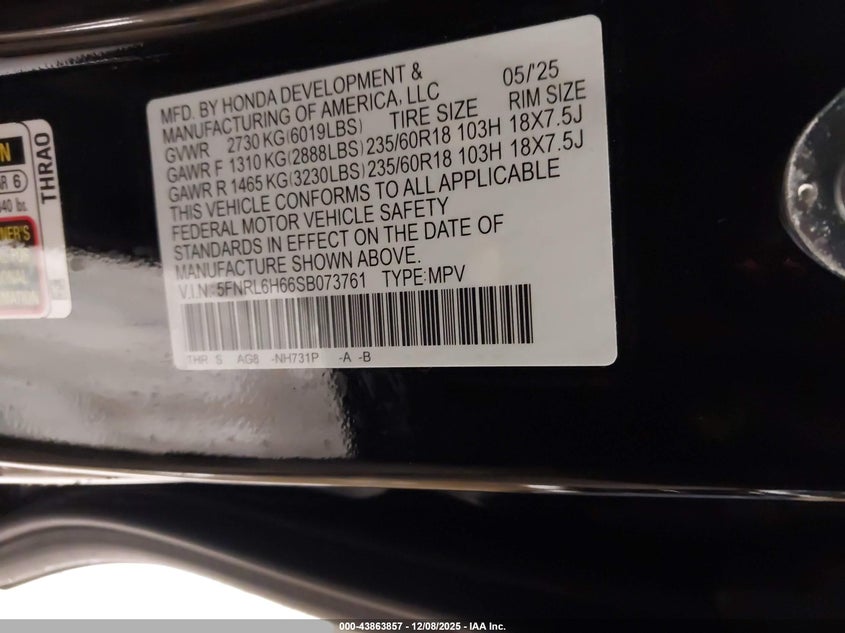 MFD. BY HONDA DEVELOPMENT & 05/'25
MANUFACTURING OF AMERICA, LLC
GVWR 2730 KG(6019LBS) TIRE SIZE RIM SIZE
GAWR F 1310 KG(2888LBS) 235/60R18 103H 18X7.5J
GAWR R 1465 KG(3230LBS) 235/60R18 103H 18X7.5J
THIS VEHICLE CONFORMS TO ALL APPLICABLE
FEDERAL MOTOR VEHICLE SAFETY
STANDARDS IN EFFECT ON THE DATE OF
MANUFACTURE SHOWN ABOVE.
V.I.N.:5FNRL6H66SB073761 TYPE:MPV
THR S AG8 -NH731P -A -B
THRA0
6
000-43863857 - 12/08/2025 - IAA Inc.